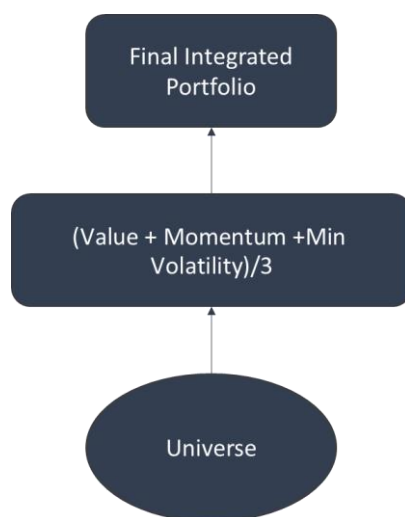 Final Integrated
Portfolio
(Value + Momentum +Min
Volatility)/3
Universe